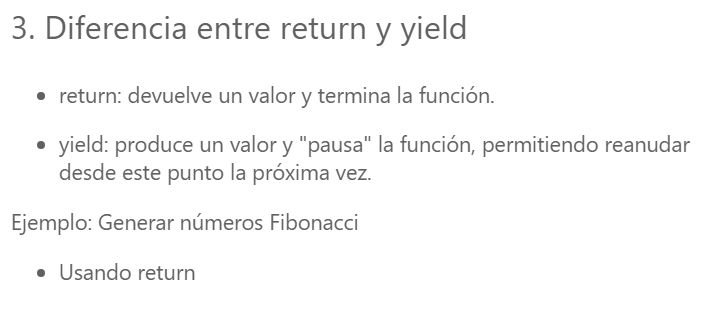 3. Diferencia entre return y yield
• return: devuelve un valor y termina la función.
• yield: produce un valor y "pausa" la función, permitiendo reanudar
desde este punto la próxima vez.
Ejemplo: Generar números Fibonacci
• Usando return